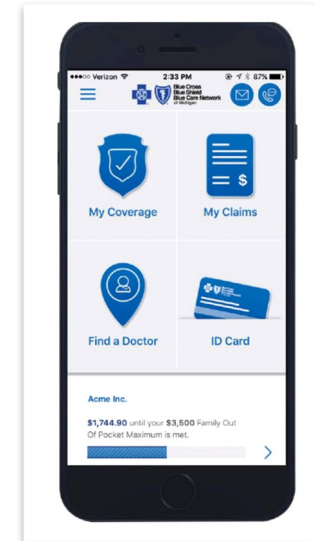 Verizon 2:33 PM 87%
Blue Cross
Blue Shield
Blue Care Network
of Michigan
My Coverage
My Claims
$
Find a Doctor
ID Card
Acme Inc.
$1,744.90 until your $3,500 Family Out
Of Pocket Maximum is met.